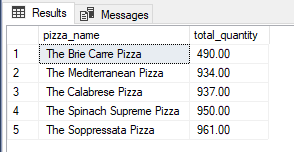 Results Messages
pizza_name total_quantity
1 The Brie Carre Pizza 490.00
2 The Mediterranean Pizza 934.00
3 The Calabrese Pizza 937.00
4 The Spinach Supreme Pizza 950.00
5 The Soppressata Pizza 961.00